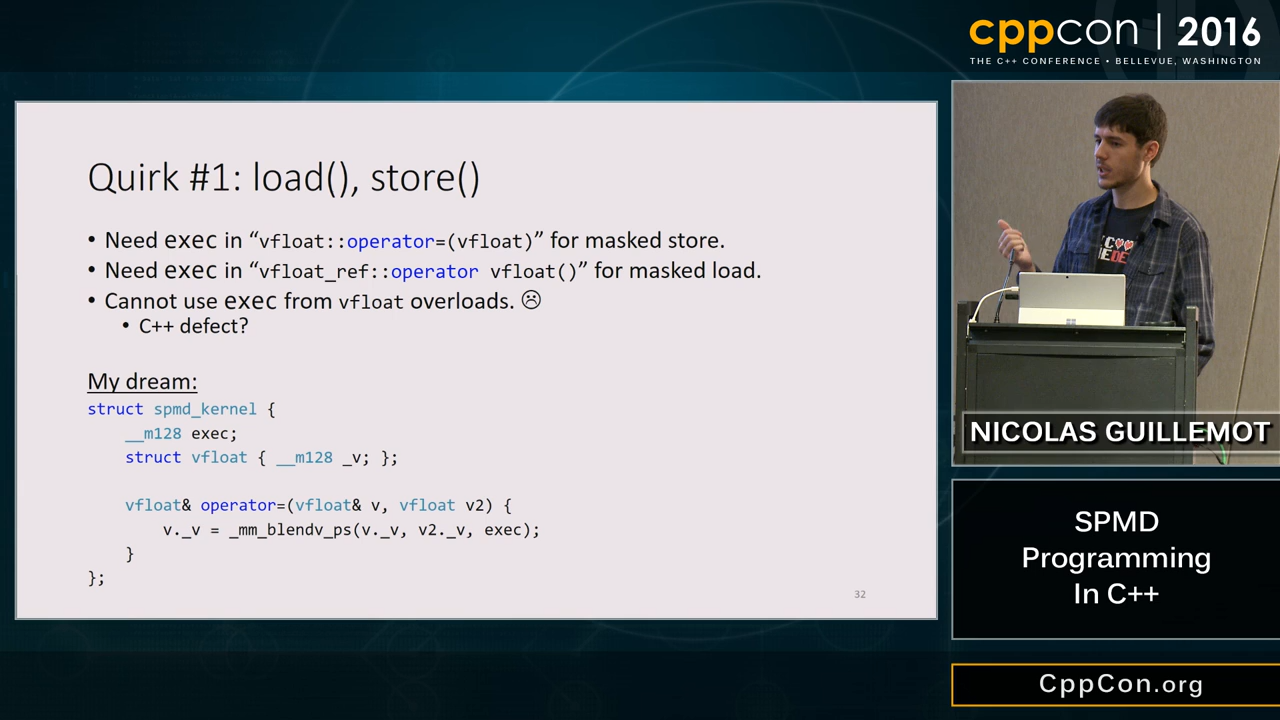 cppcon | 2016
THE C++ CONFERENCE • BELLEVUE, WASHINGTON
Quirk #1: load(), store()
• Need exec in “vfloat::operator=(vfloat)” for masked store.
• Need exec in “vfloat_ref::operator vfloat()” for masked load.
• Cannot use exec from vfloat overloads. ☹
• C++ defect?
My dream:
struct spmd_kernel {
__m128 exec;
struct vfloat { __m128 _v; };
vfloat& operator=(vfloat& v, vfloat v2) {
v._v = _mm_blendv_ps(v._v, v2._v, exec);
}
};
32
NICOLAS GUILLEMOT
SPMD
Programming
In C++
CppCon.org